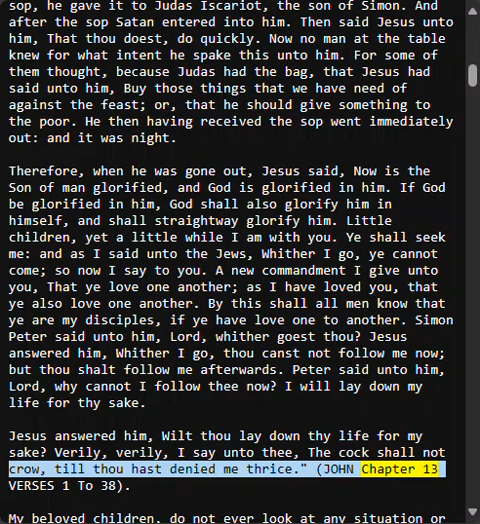 sop, he gave it to Judas Iscariot, the son of Simon. And
after the sop Satan entered into him. Then said Jesus unto
him, That thou doest, do quickly. Now no man at the table
knew for what intent he spake this unto him. For some of
them thought, because Judas had the bag, that Jesus had
said unto him, Buy those things that we have need of
against the feast; or, that he should give something to
the poor. He then having received the sop went immediately
out: and it was night.
Therefore, when he was gone out, Jesus said, Now is the
Son of man glorified, and God is glorified in him. If God
be glorified in him, God shall also glorify him in
himself, and shall straightway glorify him. Little
children, yet a little while I am with you. Ye shall seek
me: and as I said unto the Jews, Whither I go, ye cannot
come; so now I say to you. A new commandment I give unto
you, That ye love one another; as I have loved you, that
ye also love one another. By this shall all men know that
ye are my disciples, if ye have love one to another. Simon
Peter said unto him, Lord, whither goest thou? Jesus
answered him, Whither I go, thou canst not follow me now;
but thou shalt follow me afterwards. Peter said unto him,
Lord, why cannot I follow thee now? I will lay down my
life for thy sake.
Jesus answered him, Wilt thou lay down thy life for my
sake? Verily, verily, I say unto thee, The cock shall not
crow, till thou hast denied me thrice." (JOHN Chapter 13
VERSES 1 To 38).
My beloved children, do not ever look at any situation or